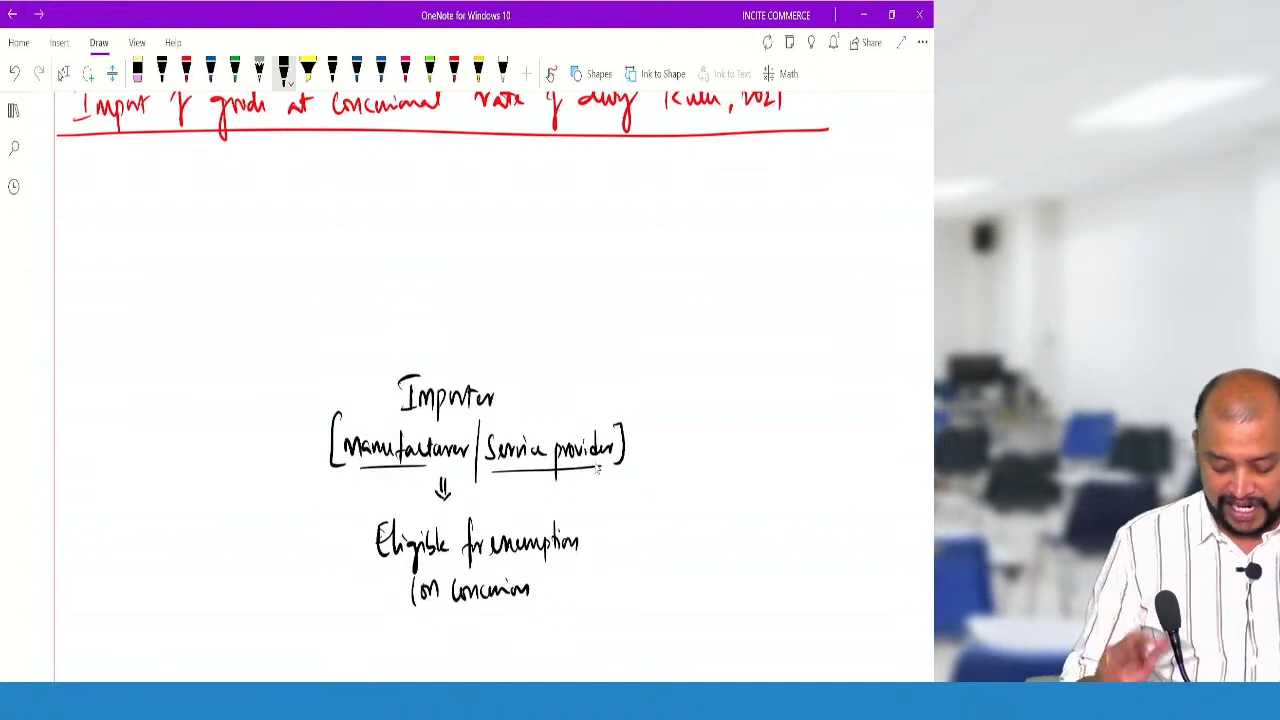 OneNote for Windows 10
INCITE COMMERCE
Home Insert Draw View Help
Share
Shapes Ink to Shape Ink to Text Math
Import of goods at concessional rate of duty Rules, 2021
Importer
[Manufacturer / Service provider]
Eligible for exemption
(or concession